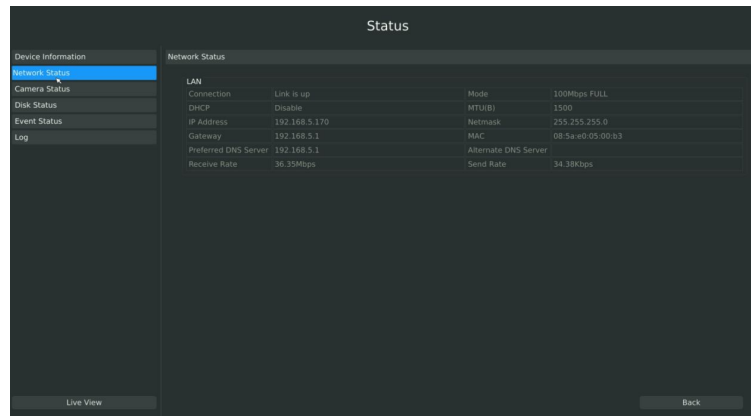 Status
Device Information
Network Status
Camera Status
Disk Status
Event Status
Log
Network Status
LAN
Connection Link is up Mode 100Mbps FULL
DHCP Disable MTU(B) 1500
IP Address 192.168.5.170 Netmask 255.255.255.0
Gateway 192.168.5.1 MAC 08:5a:e0:05:00:b3
Preferred DNS Server 192.168.5.1 Alternate DNS Server
Receive Rate 36.35Mbps Send Rate 34.38Kbps
Live View
Back